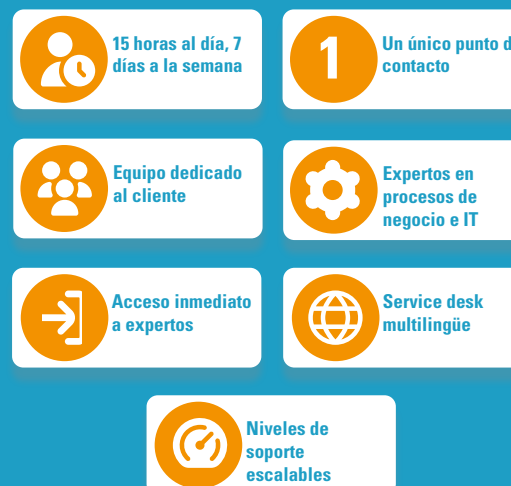 15 horas al día, 7
días a la semana
1
Un único punto d
contacto
Equipo dedicado
al cliente
Expertos en
procesos de
negocio e IT
Acceso inmediato
a expertos
Service desk
multilingüe
Niveles de
soporte
escalables